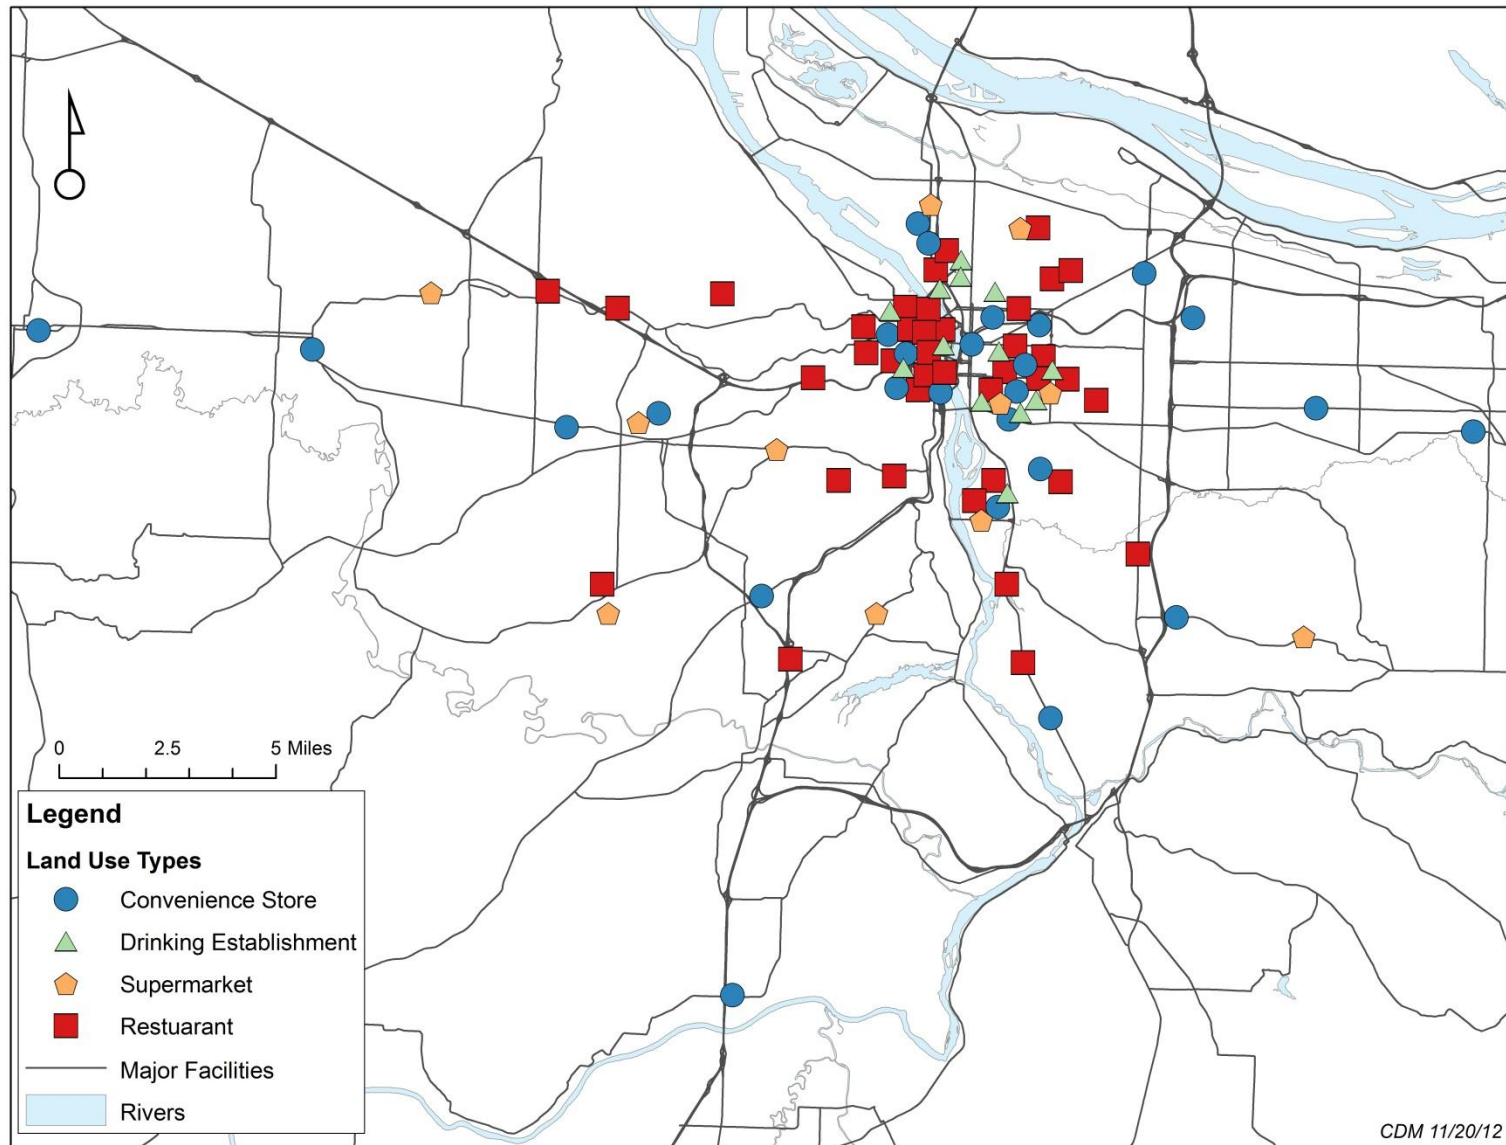 0 2.5 5 Miles
Legend
Land Use Types
Convenience Store
Drinking Establishment
Supermarket
Restuarant
Major Facilities
Rivers
CDM 11/20/12